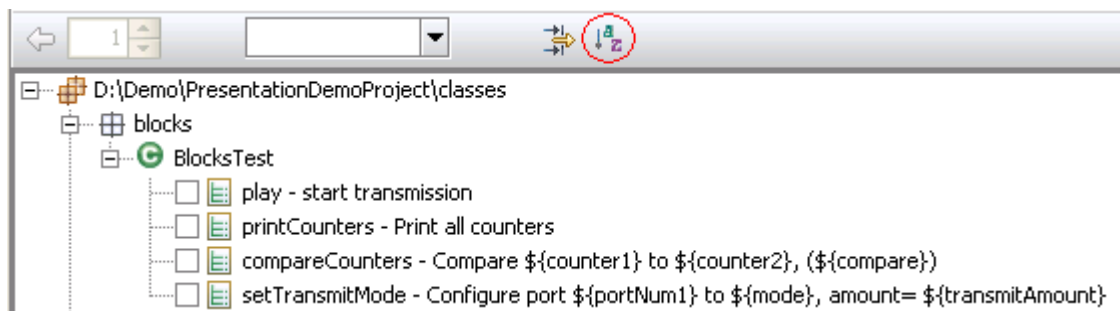 1
a
z
D:\Demo\PresentationDemoProject\classes
blocks
C BlocksTest
play - start transmission
printCounters - Print all counters
compareCounters - Compare ${counter1} to ${counter2}, (${compare})
setTransmitMode - Configure port ${portNum1} to ${mode}, amount= ${transmitAmount}